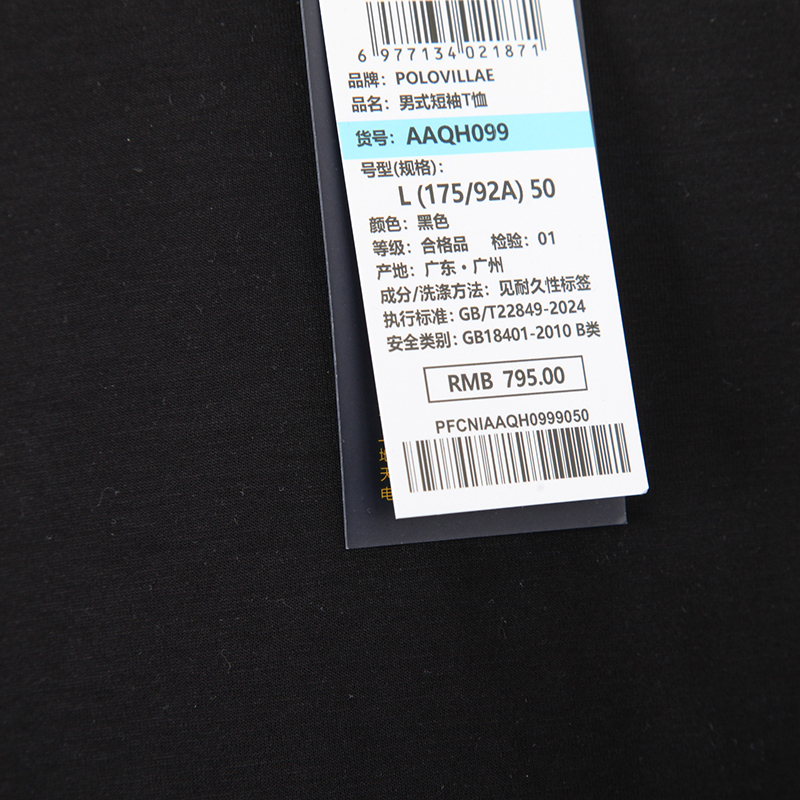 6 977134 021871
品牌：POLOVILLAE
品名：男式短袖T恤
货号：AAQH099
号型(规格)：
L (175/92A) 50
颜色：黑色
等级：合格品 检验：01
产地：广东·广州
成分/洗涤方法：见耐久性标签
执行标准：GB/T22849-2024
安全类别：GB18401-2010 B类
RMB 795.00
PFCNIAAQH0999050
地
天
电